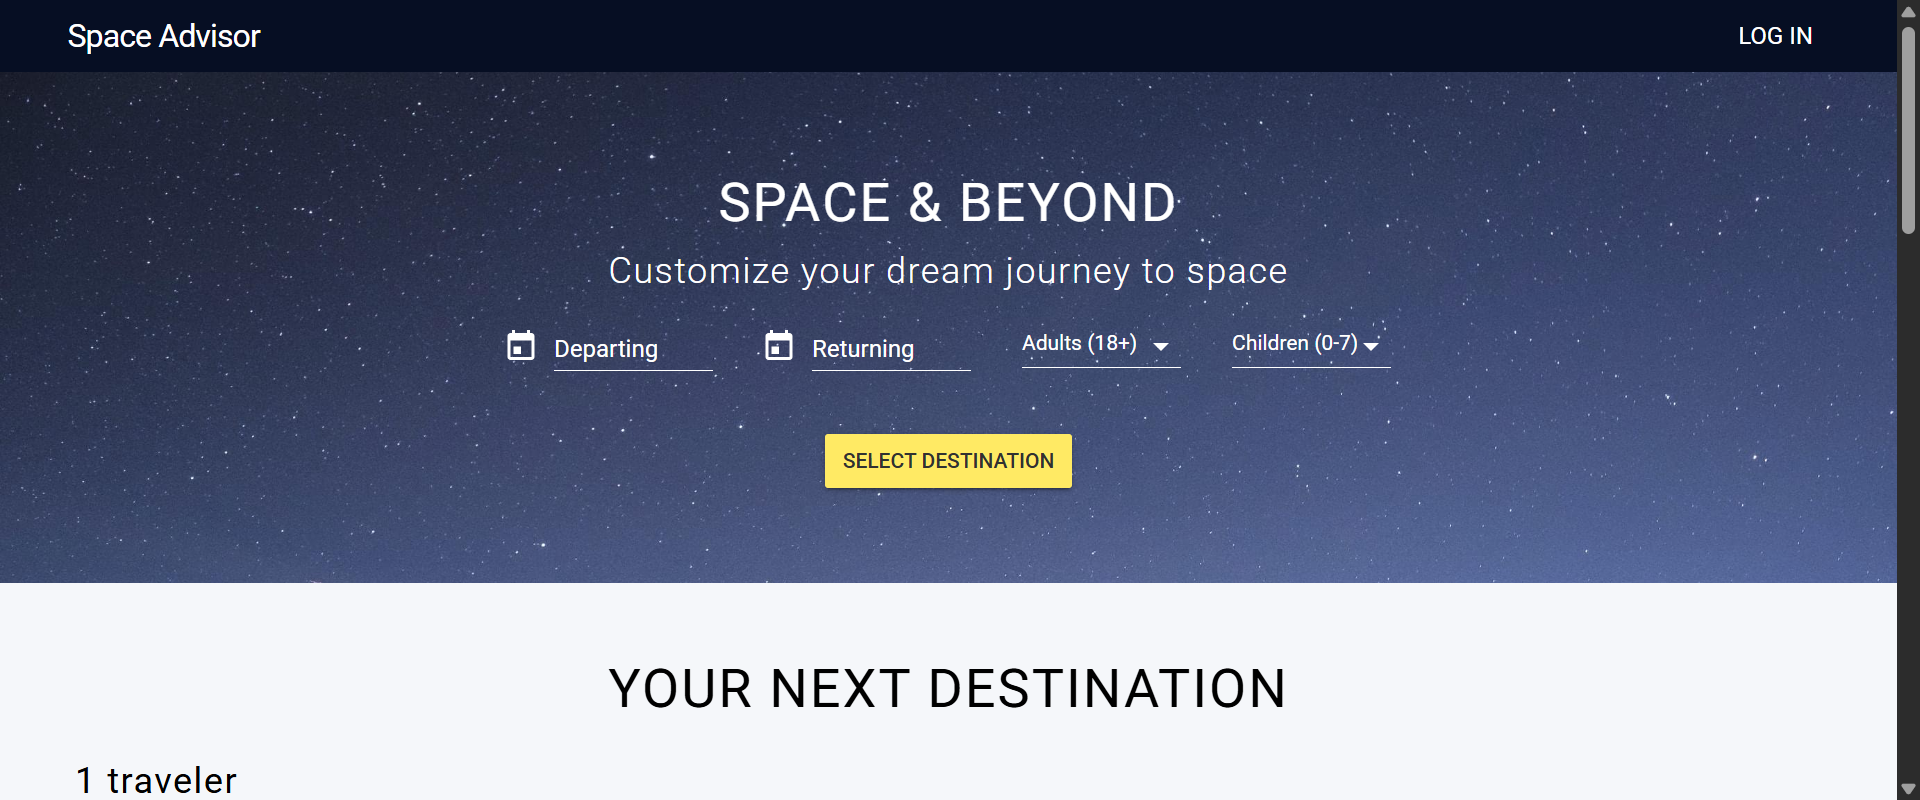 Space Advisor
LOG IN
SPACE & BEYOND
Customize your dream journey to space
Departing
Returning
Adults (18+)
Children (0-7)
SELECT DESTINATION
YOUR NEXT DESTINATION
1 traveler